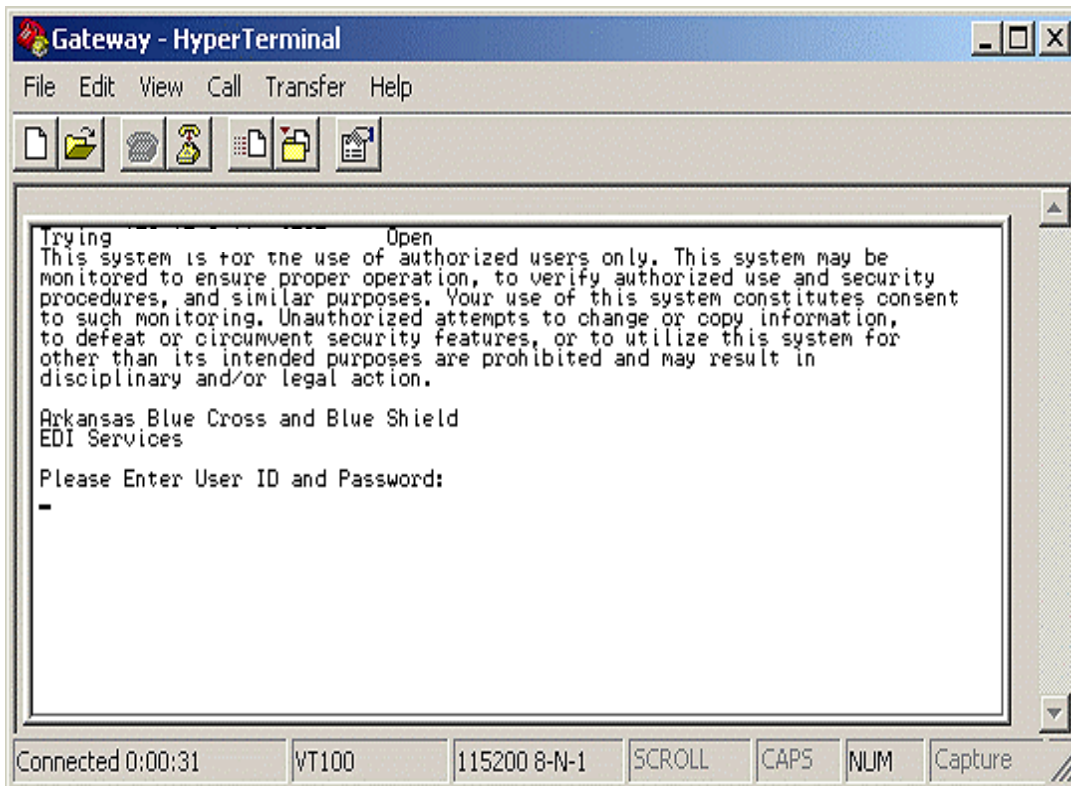 Gateway - HyperTerminal
File Edit View Call Transfer Help
Trying Open
This system is for the use of authorized users only. This system may be
monitored to ensure proper operation, to verify authorized use and security
procedures, and similar purposes. Your use of this system constitutes consent
to such monitoring. Unauthorized attempts to change or copy information,
to defeat or circumvent security features, or to utilize this system for
other than its intended purposes are prohibited and may result in
disciplinary and/or legal action.
Arkansas Blue Cross and Blue Shield
EDI Services
Please Enter User ID and Password:
Connected 0:00:31 VT100 115200 8-N-1 SCROLL CAPS NUM Capture